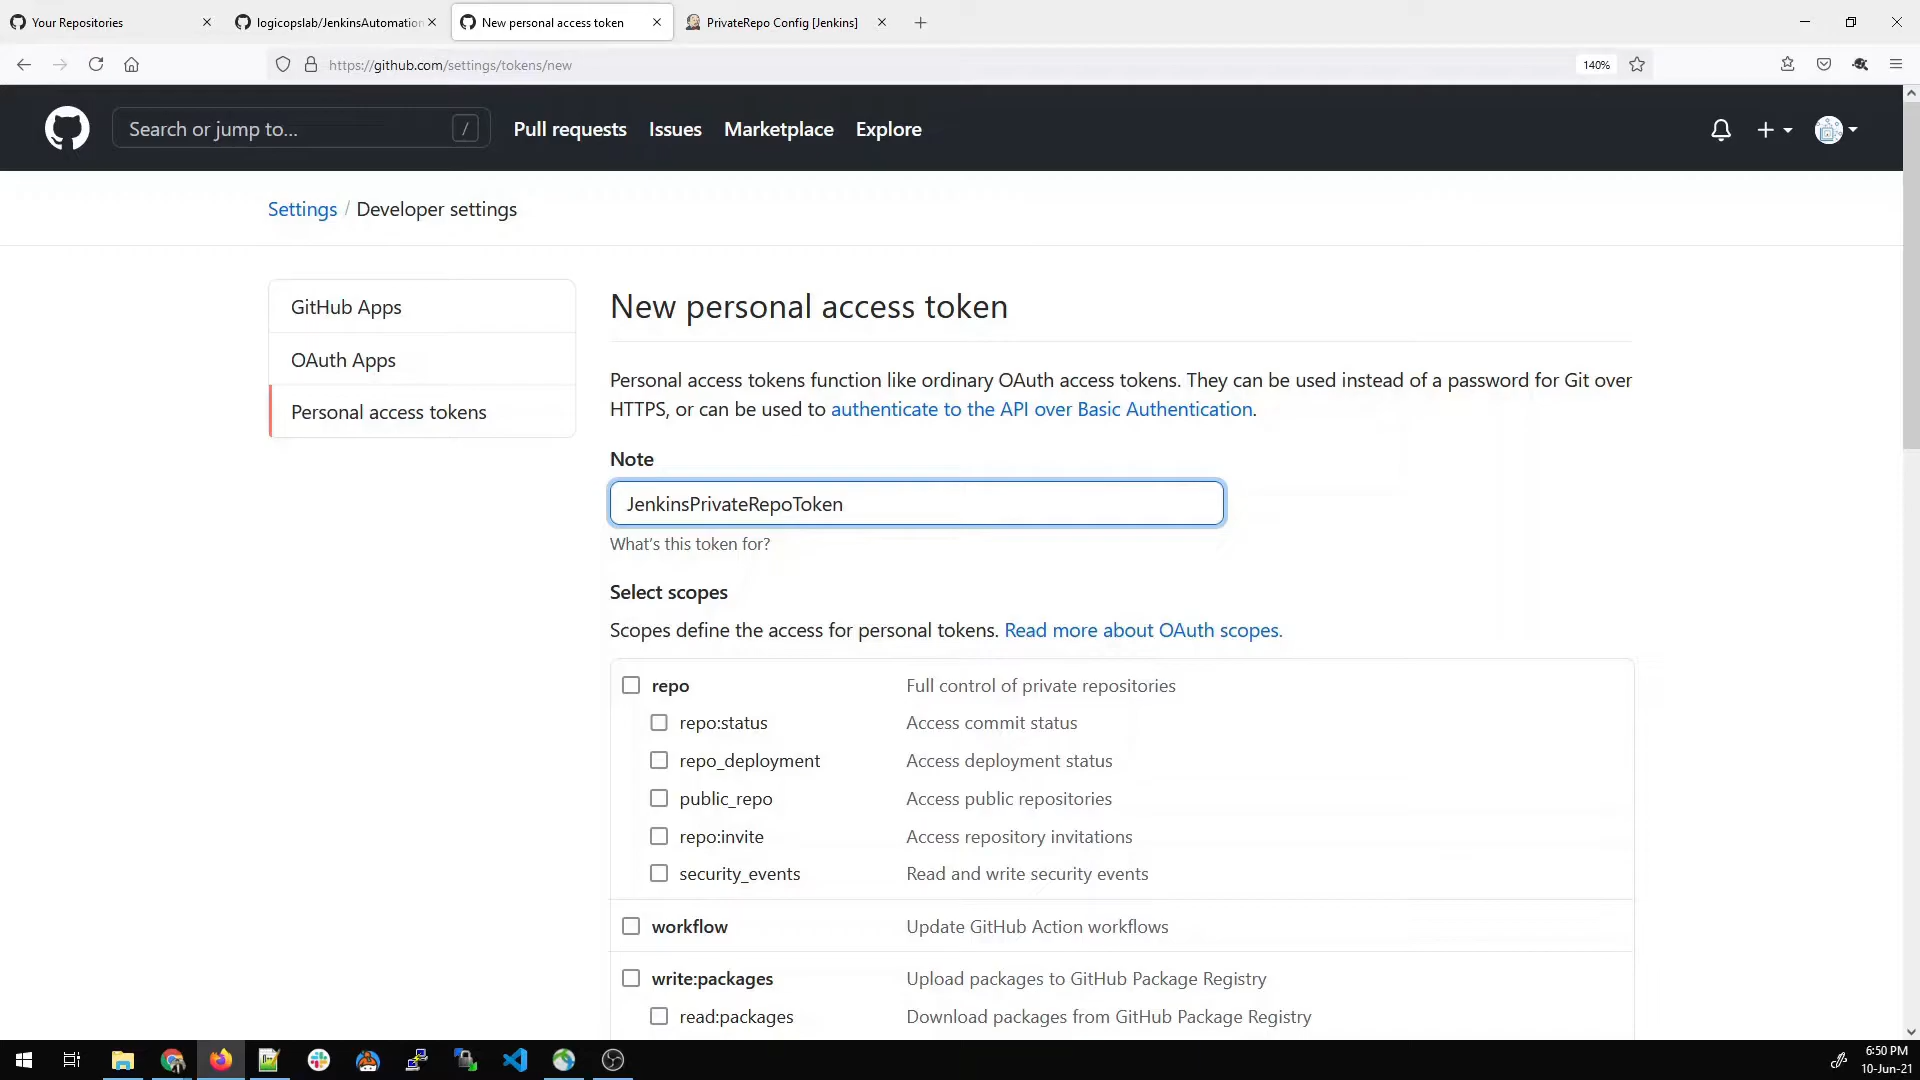 Your Repositories
logicopslab/JenkinsAutomation
New personal access token
PrivateRepo Config [Jenkins]
https://github.com/settings/tokens/new
140%
Search or jump to...
/
Pull requests
Issues
Marketplace
Explore
Settings / Developer settings
GitHub Apps
OAuth Apps
Personal access tokens
New personal access token
Personal access tokens function like ordinary OAuth access tokens. They can be used instead of a password for Git over
HTTPS, or can be used to authenticate to the API over Basic Authentication.
Note
JenkinsPrivateRepoToken
What's this token for?
Select scopes
Scopes define the access for personal tokens. Read more about OAuth scopes.
repo Full control of private repositories
repo:status Access commit status
repo_deployment Access deployment status
public_repo Access public repositories
repo:invite Access repository invitations
security_events Read and write security events
workflow Update GitHub Action workflows
write:packages Upload packages to GitHub Package Registry
read:packages Download packages from GitHub Package Registry
6:50 PM
10-Jun-21